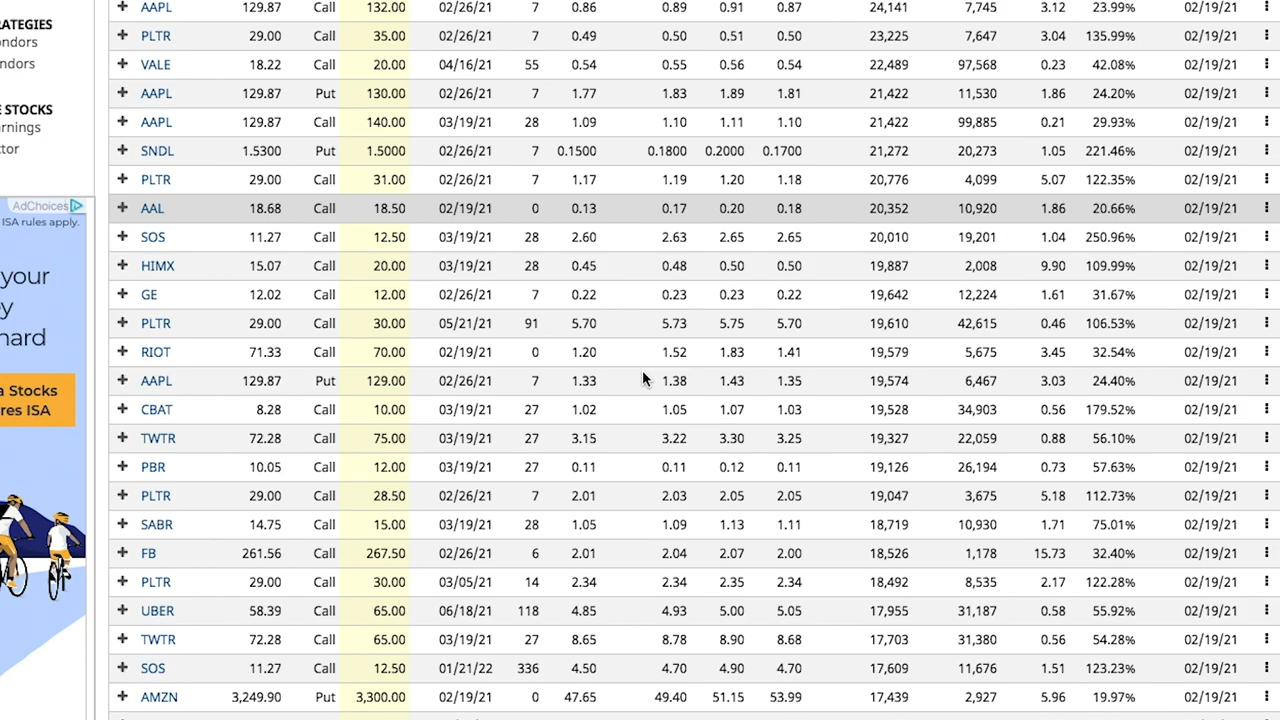 RATEGIES
ondors
ndors
E STOCKS
arnings
ctor
AdChoices
ISA rules apply.
your
by
hard
a Stocks
res ISA
+ AAPL 129.87 Call 132.00 02/26/21 7 0.86 0.89 0.91 0.87 24,141 7,745 3.12 23.99% 02/19/21
+ PLTR 29.00 Call 35.00 02/26/21 7 0.49 0.50 0.51 0.50 23,225 7,647 3.04 135.99% 02/19/21
+ VALE 18.22 Call 20.00 04/16/21 55 0.54 0.55 0.56 0.54 22,489 97,568 0.23 42.08% 02/19/21
+ AAPL 129.87 Put 130.00 02/26/21 7 1.77 1.83 1.89 1.81 21,422 11,530 1.86 24.20% 02/19/21
+ AAPL 129.87 Call 140.00 03/19/21 28 1.09 1.10 1.11 1.10 21,422 99,885 0.21 29.93% 02/19/21
+ SNDL 1.5300 Put 1.5000 02/26/21 7 0.1500 0.1800 0.2000 0.1700 21,272 20,273 1.05 221.46% 02/19/21
+ PLTR 29.00 Call 31.00 02/26/21 7 1.17 1.19 1.20 1.18 20,776 4,099 5.07 122.35% 02/19/21
+ AAL 18.68 Call 18.50 02/19/21 0 0.13 0.17 0.20 0.18 20,352 10,920 1.86 20.66% 02/19/21
+ SOS 11.27 Call 12.50 03/19/21 28 2.60 2.63 2.65 2.65 20,010 19,201 1.04 250.96% 02/19/21
+ HIMX 15.07 Call 20.00 03/19/21 28 0.45 0.48 0.50 0.50 19,887 2,008 9.90 109.99% 02/19/21
+ GE 12.02 Call 12.00 02/26/21 7 0.22 0.23 0.23 0.22 19,642 12,224 1.61 31.67% 02/19/21
+ PLTR 29.00 Call 30.00 05/21/21 91 5.70 5.73 5.75 5.70 19,610 42,615 0.46 106.53% 02/19/21
+ RIOT 71.33 Call 70.00 02/19/21 0 1.20 1.52 1.83 1.41 19,579 5,675 3.45 32.54% 02/19/21
+ AAPL 129.87 Put 129.00 02/26/21 7 1.33 1.38 1.43 1.35 19,574 6,467 3.03 24.40% 02/19/21
+ CBAT 8.28 Call 10.00 03/19/21 27 1.02 1.05 1.07 1.03 19,528 34,903 0.56 179.52% 02/19/21
+ TWTR 72.28 Call 75.00 03/19/21 27 3.15 3.22 3.30 3.25 19,327 22,059 0.88 56.10% 02/19/21
+ PBR 10.05 Call 12.00 03/19/21 27 0.11 0.11 0.12 0.11 19,126 26,194 0.73 57.63% 02/19/21
+ PLTR 29.00 Call 28.50 02/26/21 7 2.01 2.03 2.05 2.05 19,047 3,675 5.18 112.73% 02/19/21
+ SABR 14.75 Call 15.00 03/19/21 28 1.05 1.09 1.13 1.11 18,719 10,930 1.71 75.01% 02/19/21
+ FB 261.56 Call 267.50 02/26/21 6 2.01 2.04 2.07 2.00 18,526 1,178 15.73 32.40% 02/19/21
+ PLTR 29.00 Call 30.00 03/05/21 14 2.34 2.34 2.35 2.34 18,492 8,535 2.17 122.28% 02/19/21
+ UBER 58.39 Call 65.00 06/18/21 118 4.85 4.93 5.00 5.05 17,955 31,187 0.58 55.92% 02/19/21
+ TWTR 72.28 Call 65.00 03/19/21 27 8.65 8.78 8.90 8.68 17,703 31,380 0.56 54.28% 02/19/21
+ SOS 11.27 Call 12.50 01/21/22 336 4.50 4.70 4.90 4.70 17,609 11,676 1.51 123.23% 02/19/21
+ AMZN 3,249.90 Put 3,300.00 02/19/21 0 47.65 49.40 51.15 53.99 17,439 2,927 5.96 19.97% 02/19/21